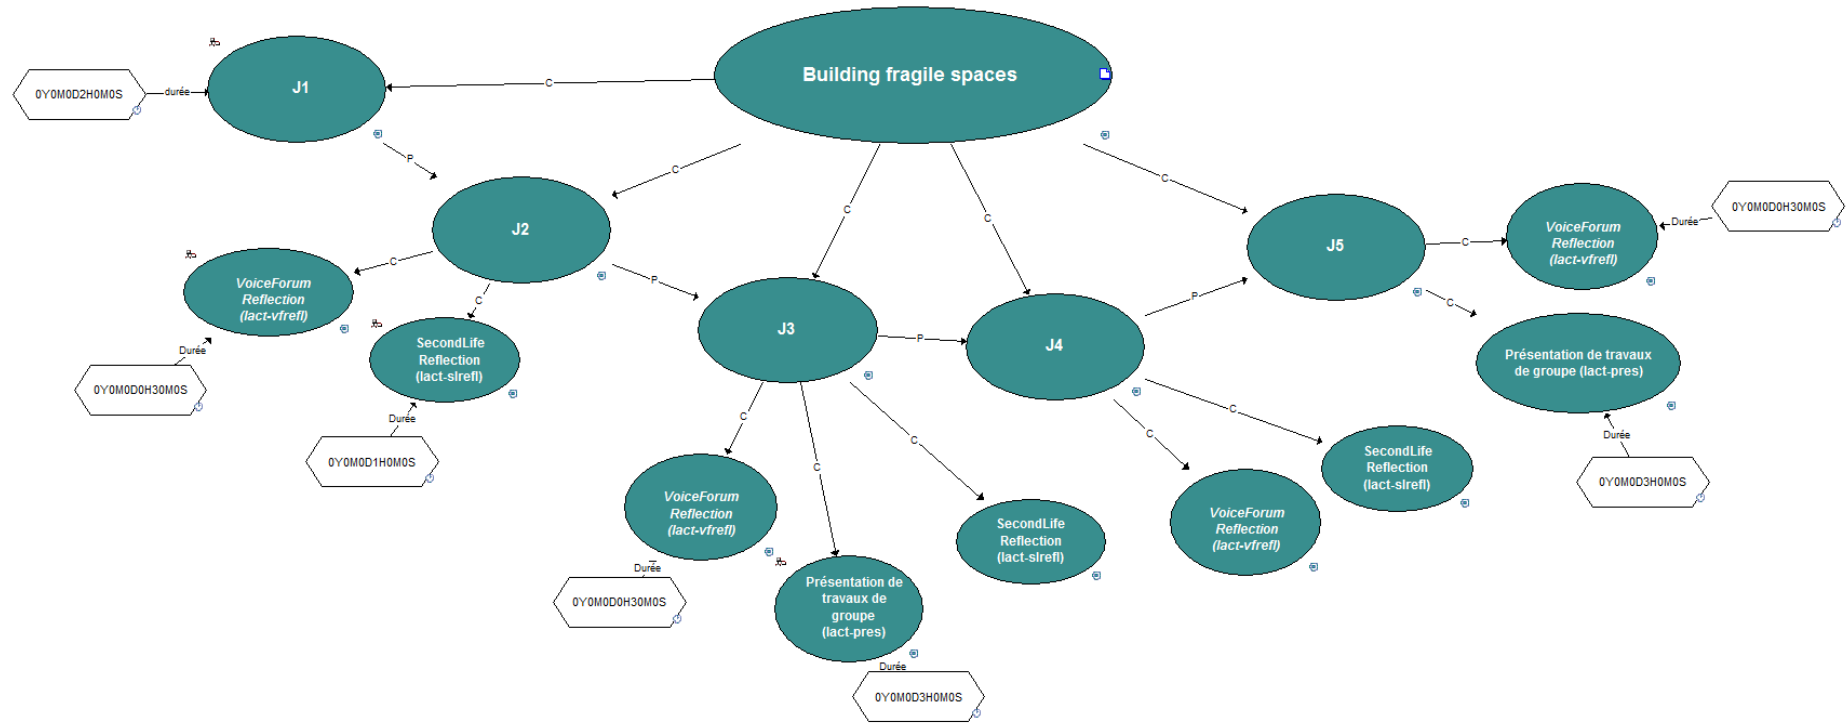 Building fragile spaces
C
J1
durée
0Y0M0D2H0M0S
P
C
C
C
C
J2
J5
C
VoiceForum
Reflection
(lact-vfrefl)
Durée
0Y0M0D0H30M0S
C
VoiceForum
Reflection
(lact-vfrefl)
Durée
0Y0M0D0H30M0S
C
SecondLife
Reflection
(lact-slrefl)
Durée
0Y0M0D1H0M0S
P
J3
P
J4
P
C
Présentation de travaux
de groupe (lact-pres)
Durée
0Y0M0D3H0M0S
C
VoiceForum
Reflection
(lact-vfrefl)
Durée
0Y0M0D0H30M0S
C
Présentation de
travaux de
groupe
(lact-pres)
Durée
0Y0M0D3H0M0S
C
SecondLife
Reflection
(lact-slrefl)
C
VoiceForum
Reflection
(lact-vfrefl)
C
SecondLife
Reflection
(lact-slrefl)